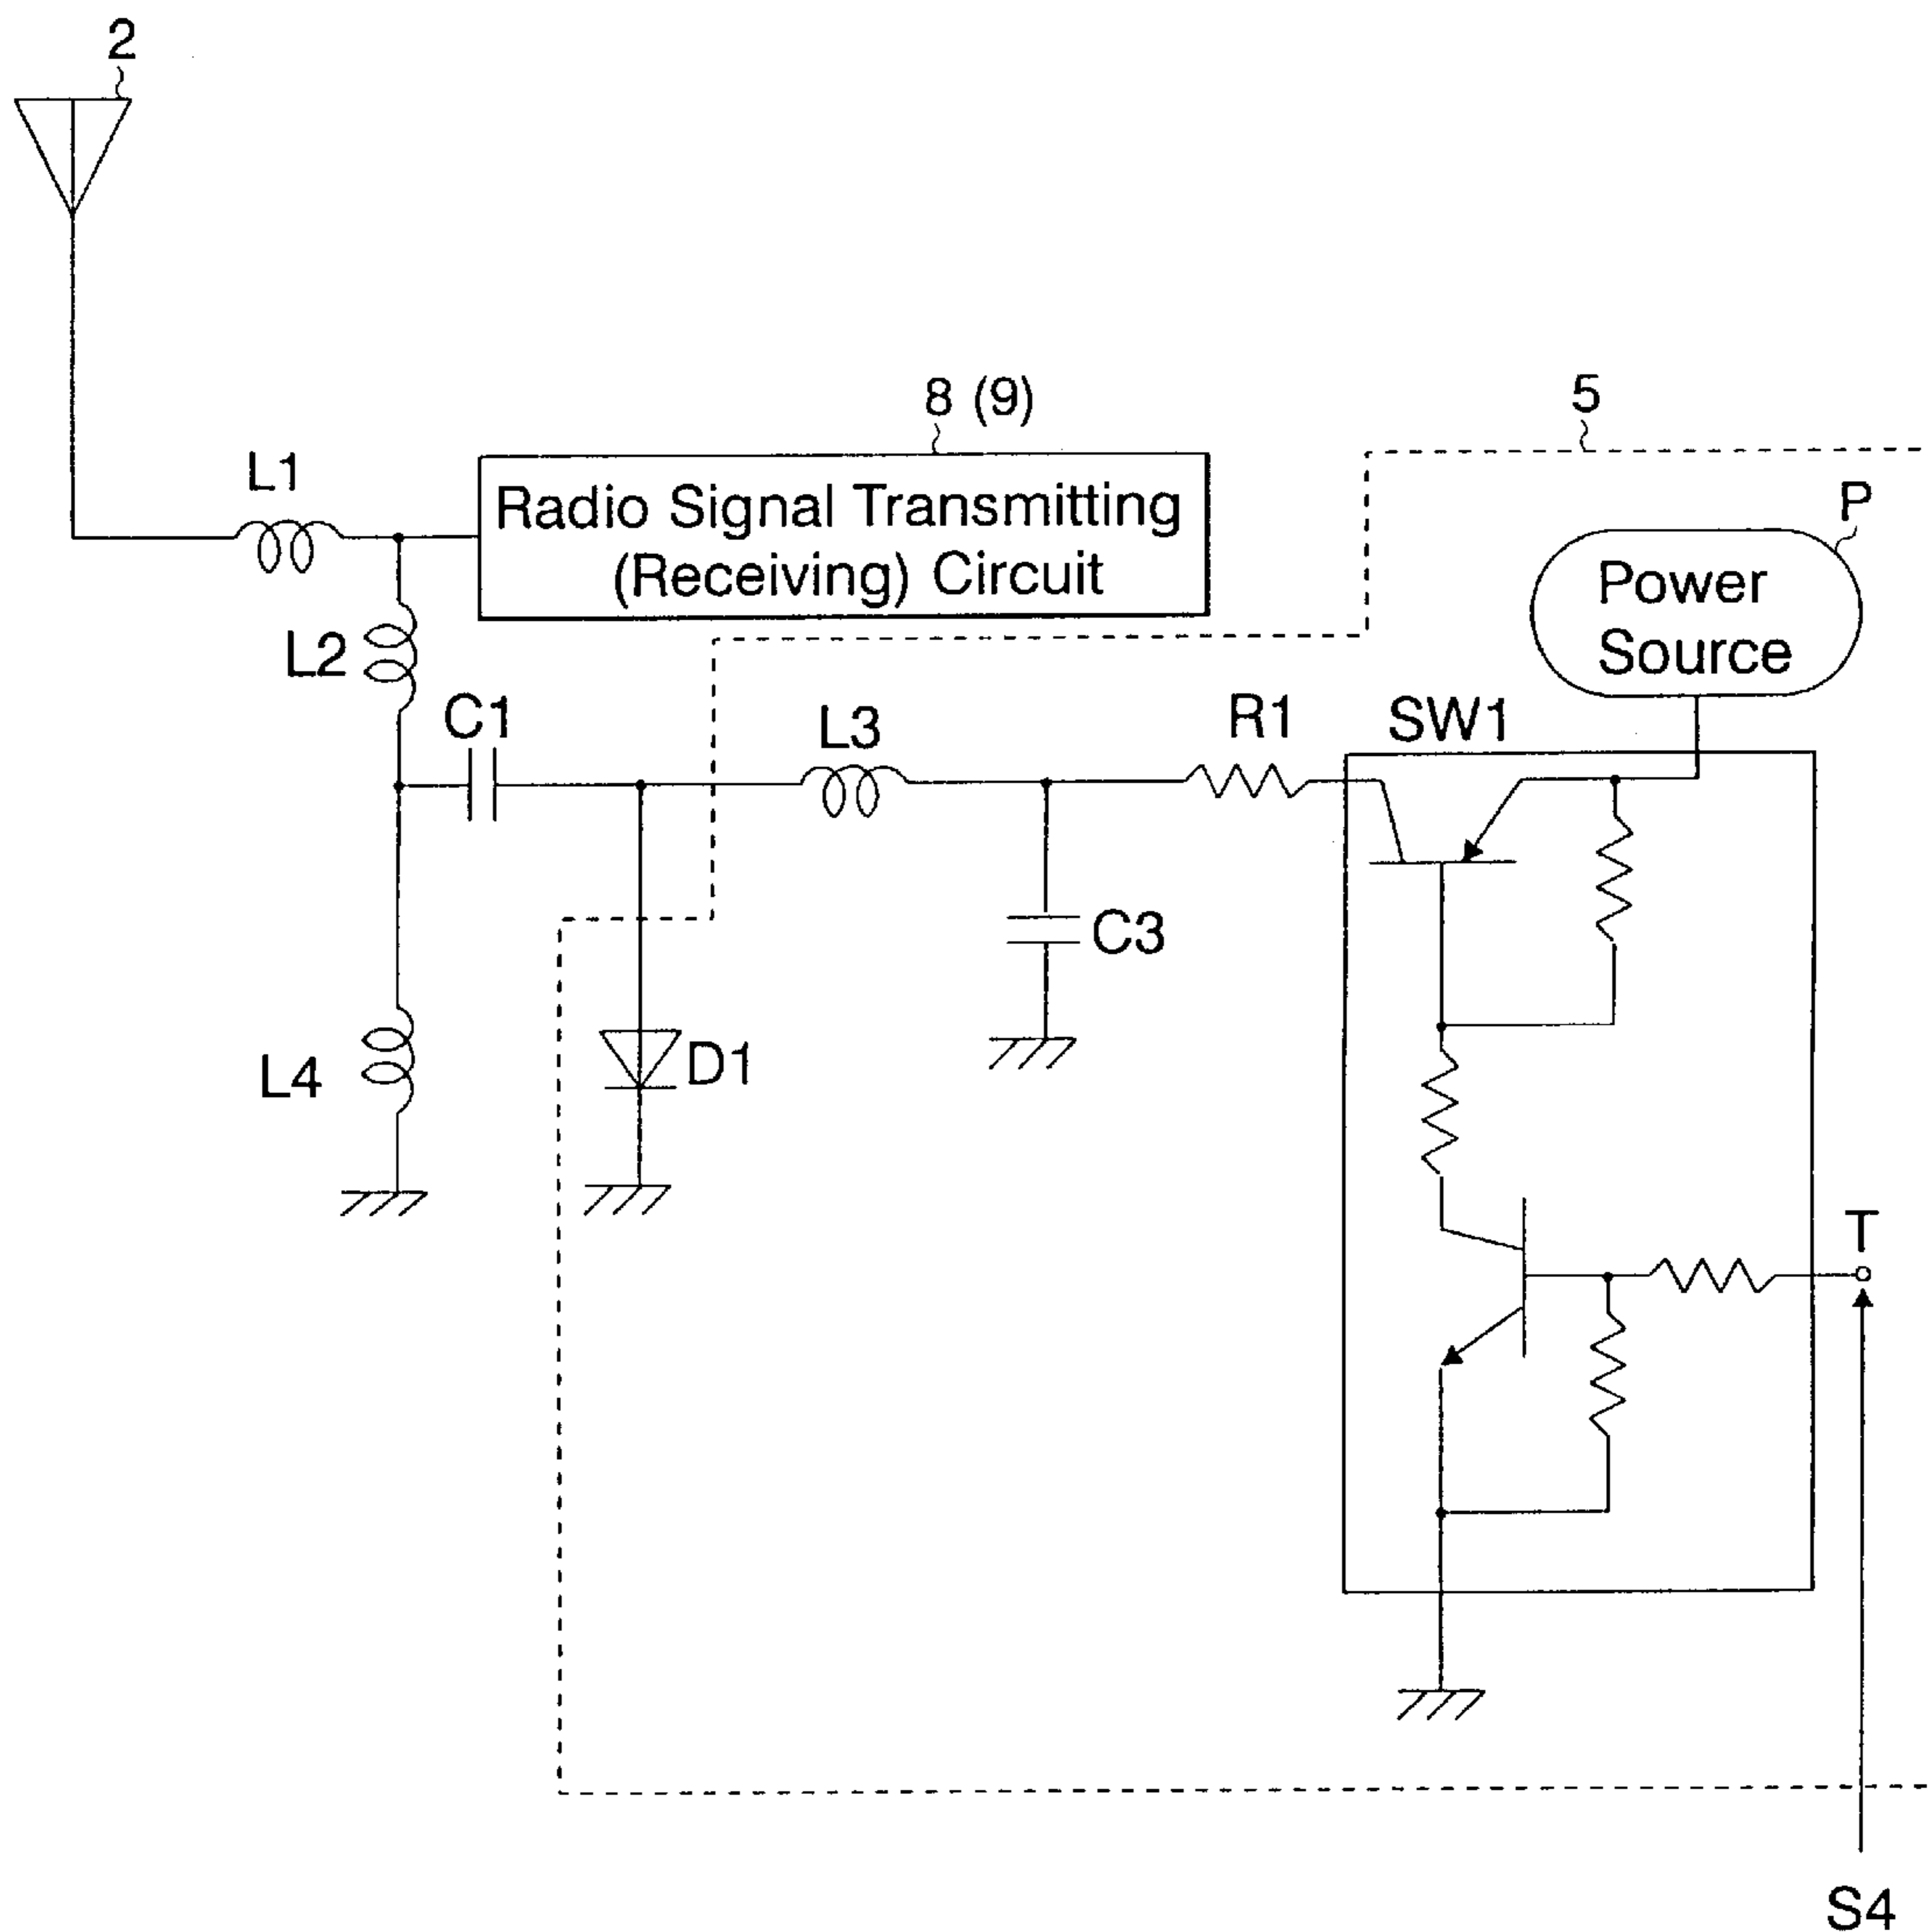 2
8 (9)
5
L1
Radio Signal Transmitting
(Receiving) Circuit
P
Power
Source
L2
C1
L3
R1
SW1
C3
L4
D1
T
S4